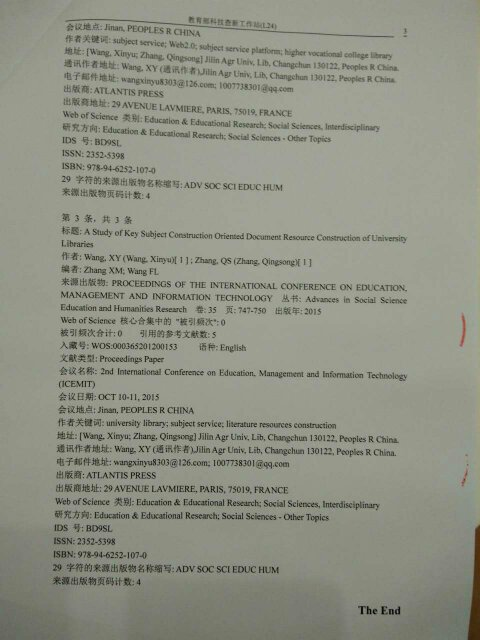 教育部科技查新工作站(L24)
3
会议地点: Jinan, PEOPLES R CHINA
作者关键词: subject service; Web2.0; subject service platform; higher vocational college library
地址: [Wang, Xinyu; Zhang, Qingsong] Jilin Agr Univ, Lib, Changchun 130122, Peoples R China.
通讯作者地址: Wang, XY (通讯作者),Jilin Agr Univ, Lib, Changchun 130122, Peoples R China.
电子邮件地址: wangxinyu8303@126.com; 1007738301@qq.com
出版商: ATLANTIS PRESS
出版商地址: 29 AVENUE LAVMIERE, PARIS, 75019, FRANCE
Web of Science 类别: Education & Educational Research; Social Sciences, Interdisciplinary
研究方向: Education & Educational Research; Social Sciences - Other Topics
IDS 号: BD9SL
ISSN: 2352-5398
ISBN: 978-94-6252-107-0
29 字符的来源出版物名称缩写: ADV SOC SCI EDUC HUM
来源出版物页码计数: 4
第 3 条, 共 3 条
标题: A Study of Key Subject Construction Oriented Document Resource Construction of University
Libraries
作者: Wang, XY (Wang, Xinyu)[ 1 ] ; Zhang, QS (Zhang, Qingsong)[ 1 ]
编者: Zhang XM; Wang FL
来源出版物: PROCEEDINGS OF THE INTERNATIONAL CONFERENCE ON EDUCATION,
MANAGEMENT AND INFORMATION TECHNOLOGY 丛书: Advances in Social Science
Education and Humanities Research 卷: 35 页: 747-750 出版年: 2015
Web of Science 核心合集中的 "被引频次": 0
被引频次合计: 0 引用的参考文献数: 5
入藏号: WOS:000365201200153 语种: English
文献类型: Proceedings Paper
会议名称: 2nd International Conference on Education, Management and Information Technology
(ICEMIT)
会议日期: OCT 10-11, 2015
会议地点: Jinan, PEOPLES R CHINA
作者关键词: university library; subject service; literature resources construction
地址: [Wang, Xinyu; Zhang, Qingsong] Jilin Agr Univ, Lib, Changchun 130122, Peoples R China.
通讯作者地址: Wang, XY (通讯作者),Jilin Agr Univ, Lib, Changchun 130122, Peoples R China.
电子邮件地址: wangxinyu8303@126.com; 1007738301@qq.com
出版商: ATLANTIS PRESS
出版商地址: 29 AVENUE LAVMIERE, PARIS, 75019, FRANCE
Web of Science 类别: Education & Educational Research; Social Sciences, Interdisciplinary
研究方向: Education & Educational Research; Social Sciences - Other Topics
IDS 号: BD9SL
ISSN: 2352-5398
ISBN: 978-94-6252-107-0
29 字符的来源出版物名称缩写: ADV SOC SCI EDUC HUM
来源出版物页码计数: 4
The End